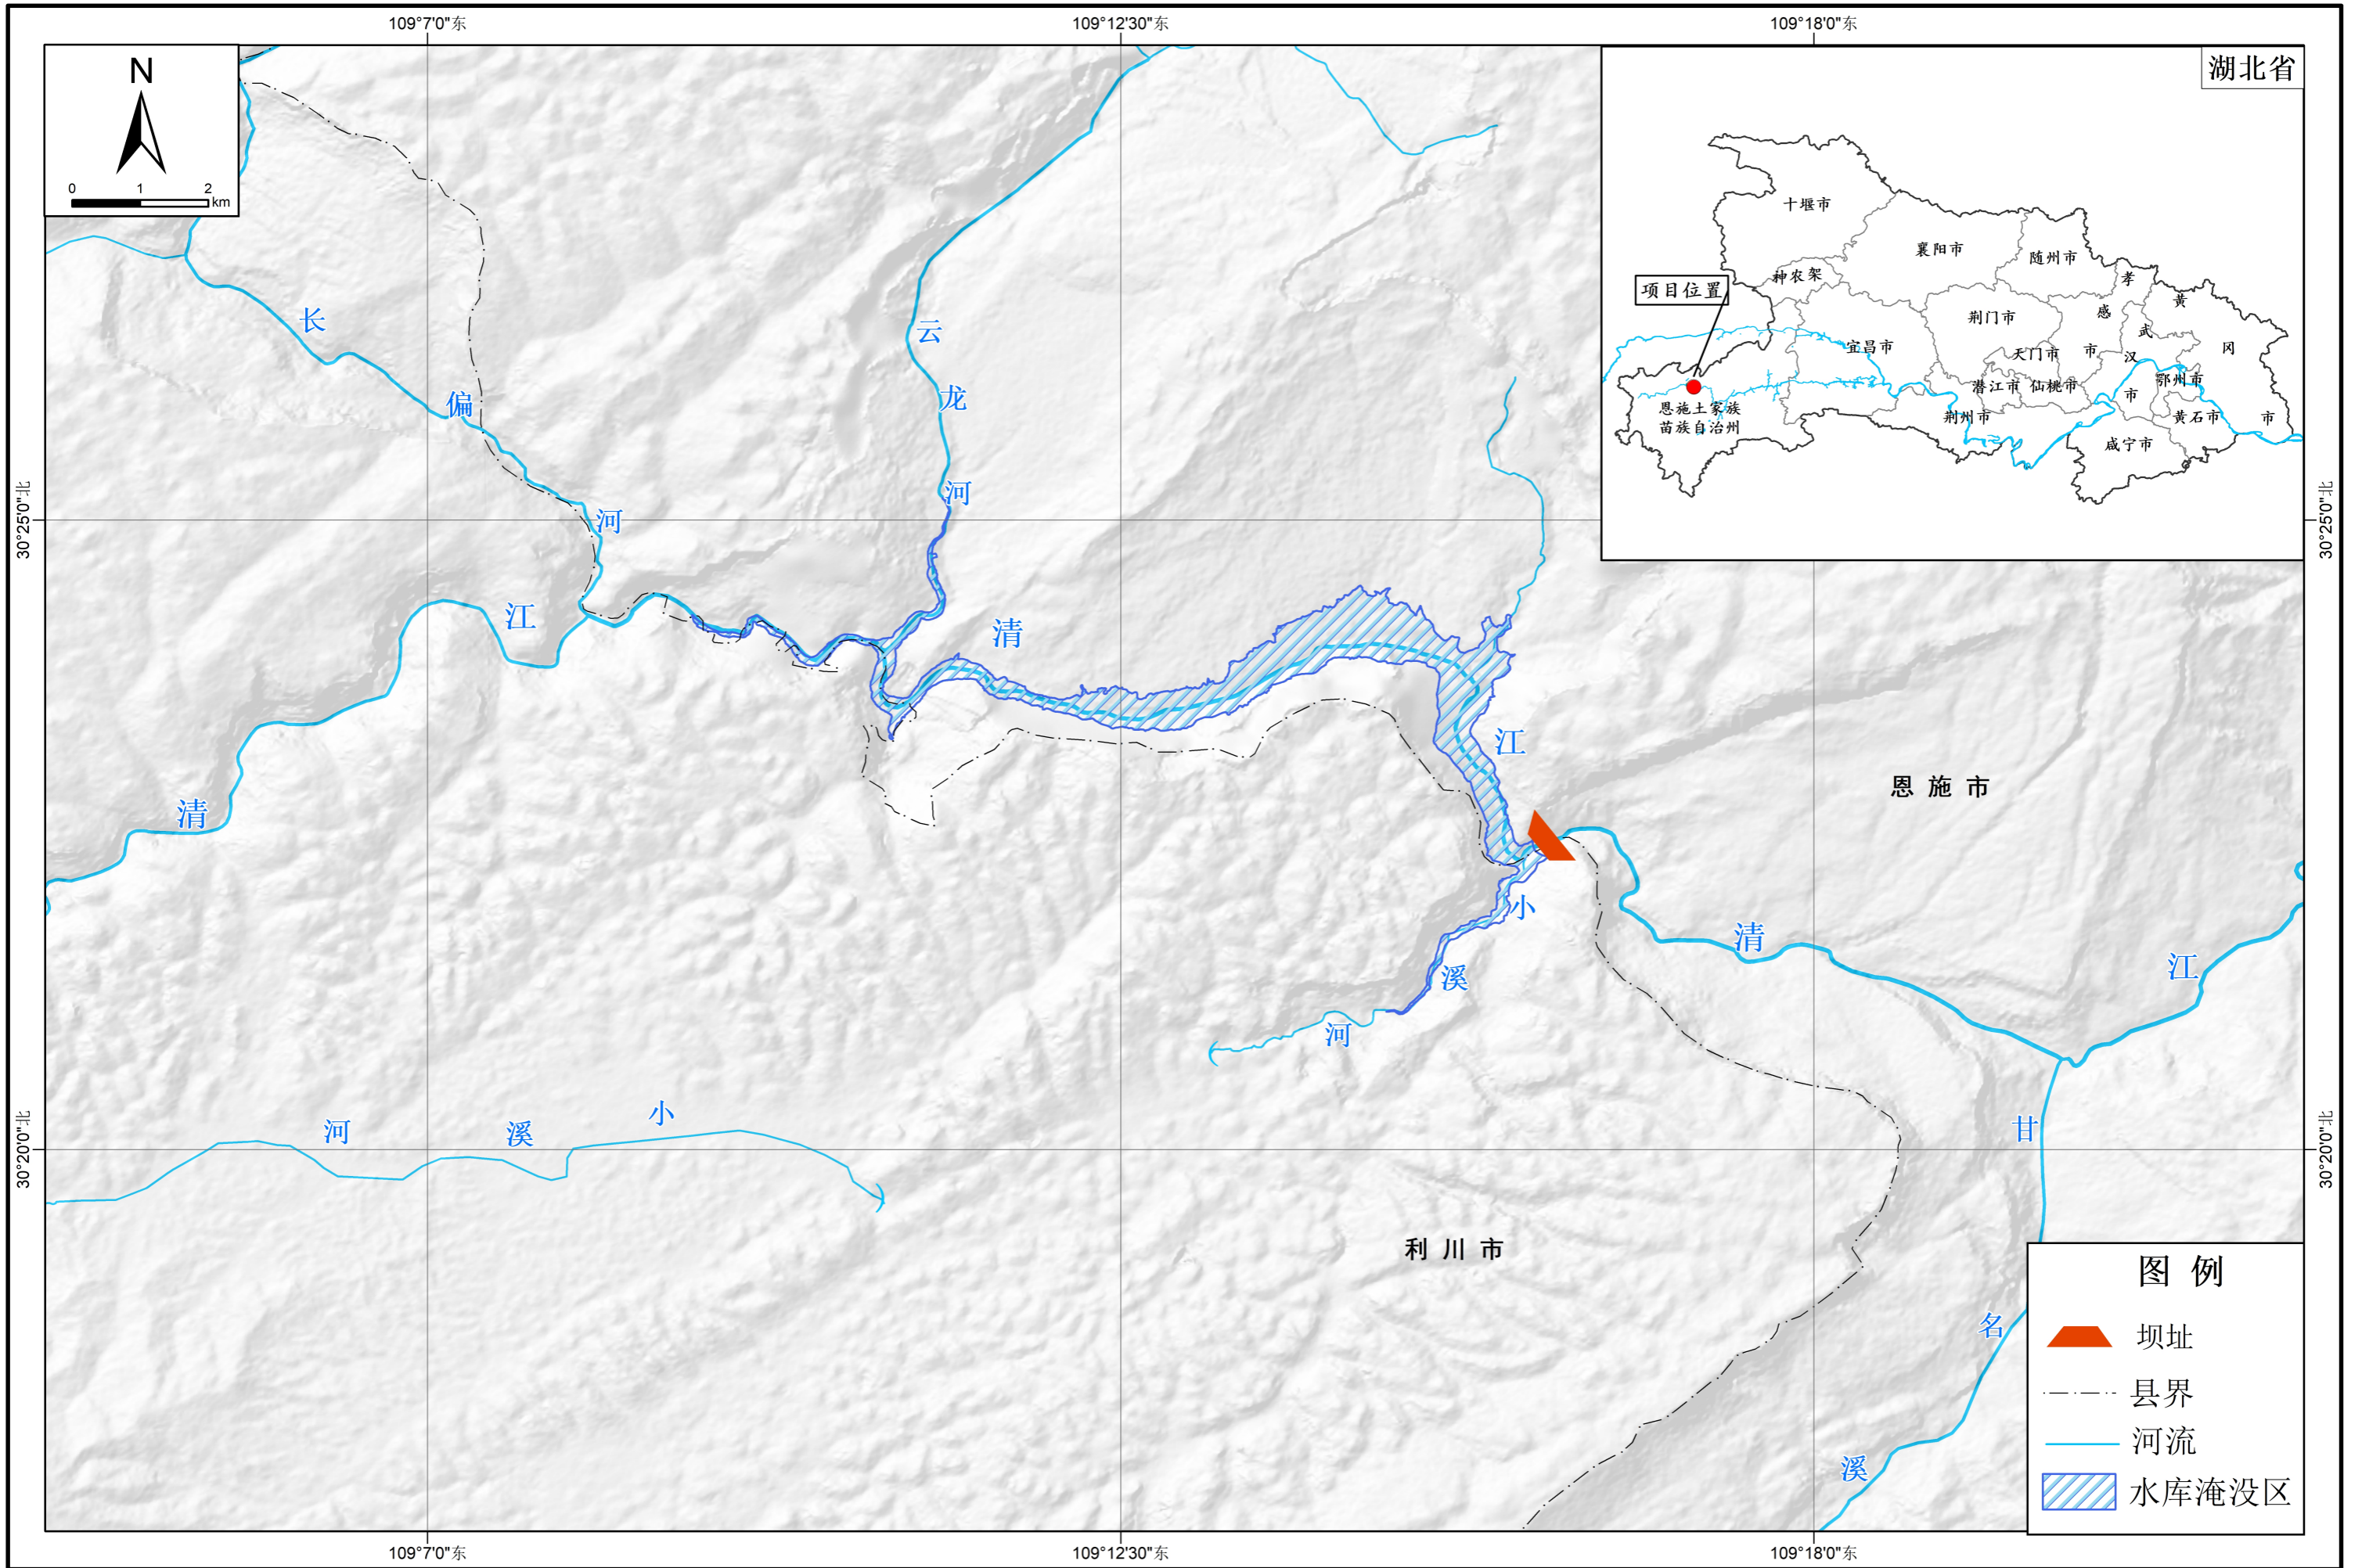 109°7'0"东
109°12'30"东
109°18'0"东
N
0 1 2
km
湖北省
十堰市
襄阳市
随州市
神农架
孝
感
市
黄
冈
市
项目位置
荆门市
武
汉
市
宜昌市
天门市
鄂州市
潜江市
仙桃市
恩施土家族
苗族自治州
荆州市
黄石市
咸宁市
长
偏
河
云
龙
河
30°25'0"北
30°25'0"北
江
清
江
清
恩施市
小
溪
河
清
江
小
溪
河
甘
名
溪
30°20'0"北
30°20'0"北
利川市
图例
坝址
县界
河流
水库淹没区
109°7'0"东
109°12'30"东
109°18'0"东